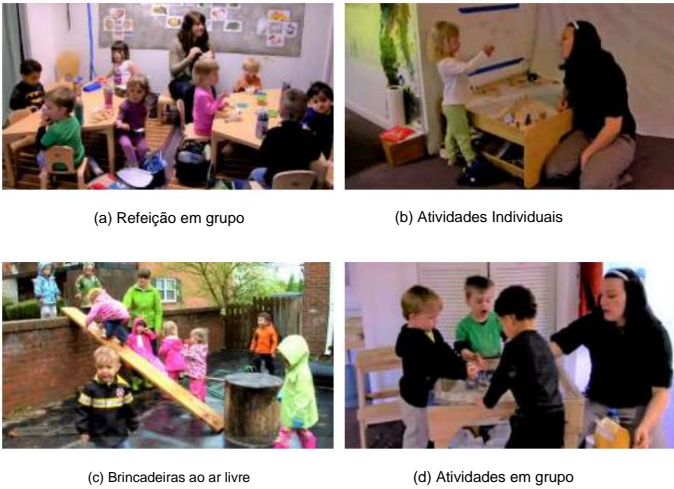 (a) Refeição em grupo
(b) Atividades Individuais
(c) Brincadeiras ao ar livre
(d) Atividades em grupo